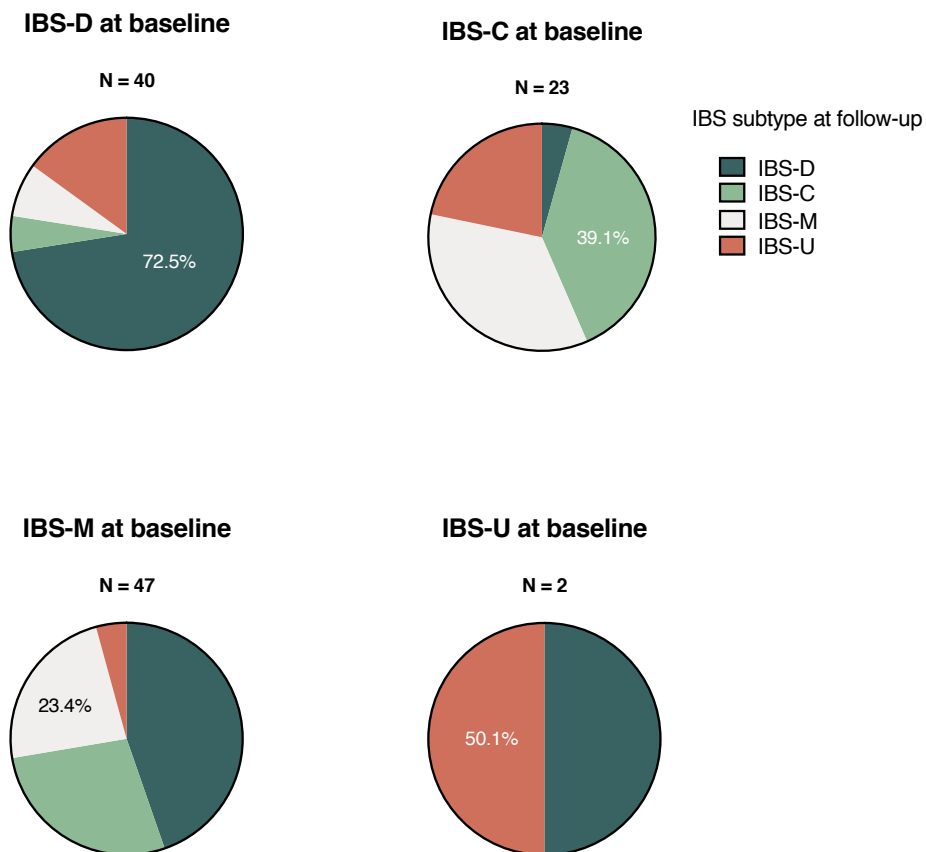 IBS-D at baseline
N = 40
72.5%
IBS-C at baseline
N = 23
39.1%
IBS subtype at follow-up
IBS-D
IBS-C
IBS-M
IBS-U
IBS-M at baseline
N = 47
23.4%
IBS-U at baseline
N = 2
50.1%